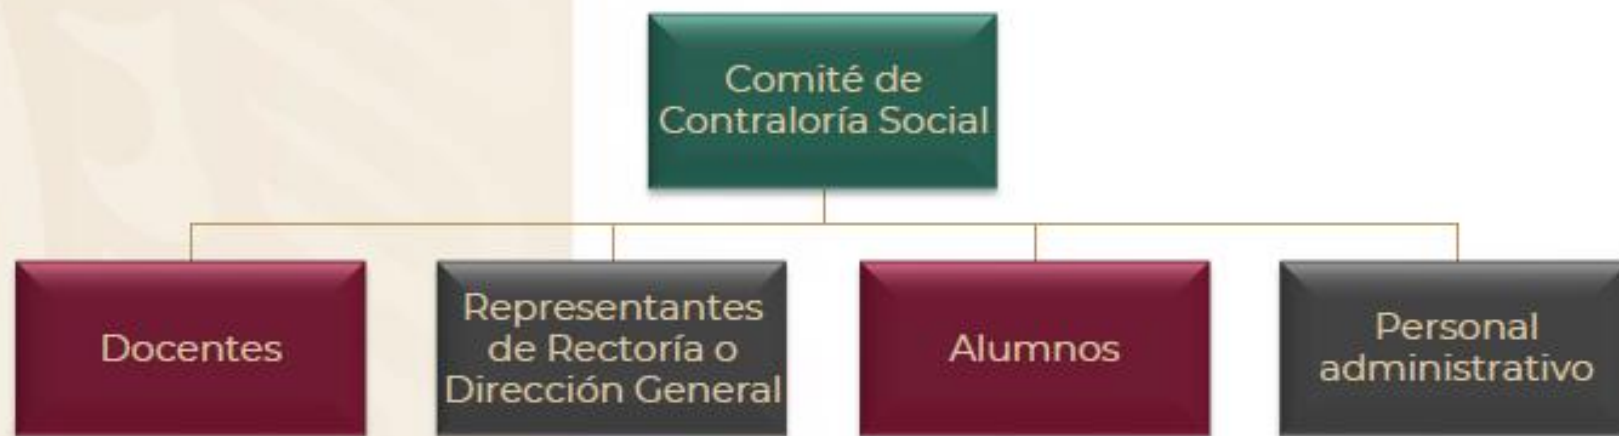 Comité de
Contraloría Social
Docentes
Representantes
de Rectoría o
Dirección General
Alumnos
Personal
administrativo